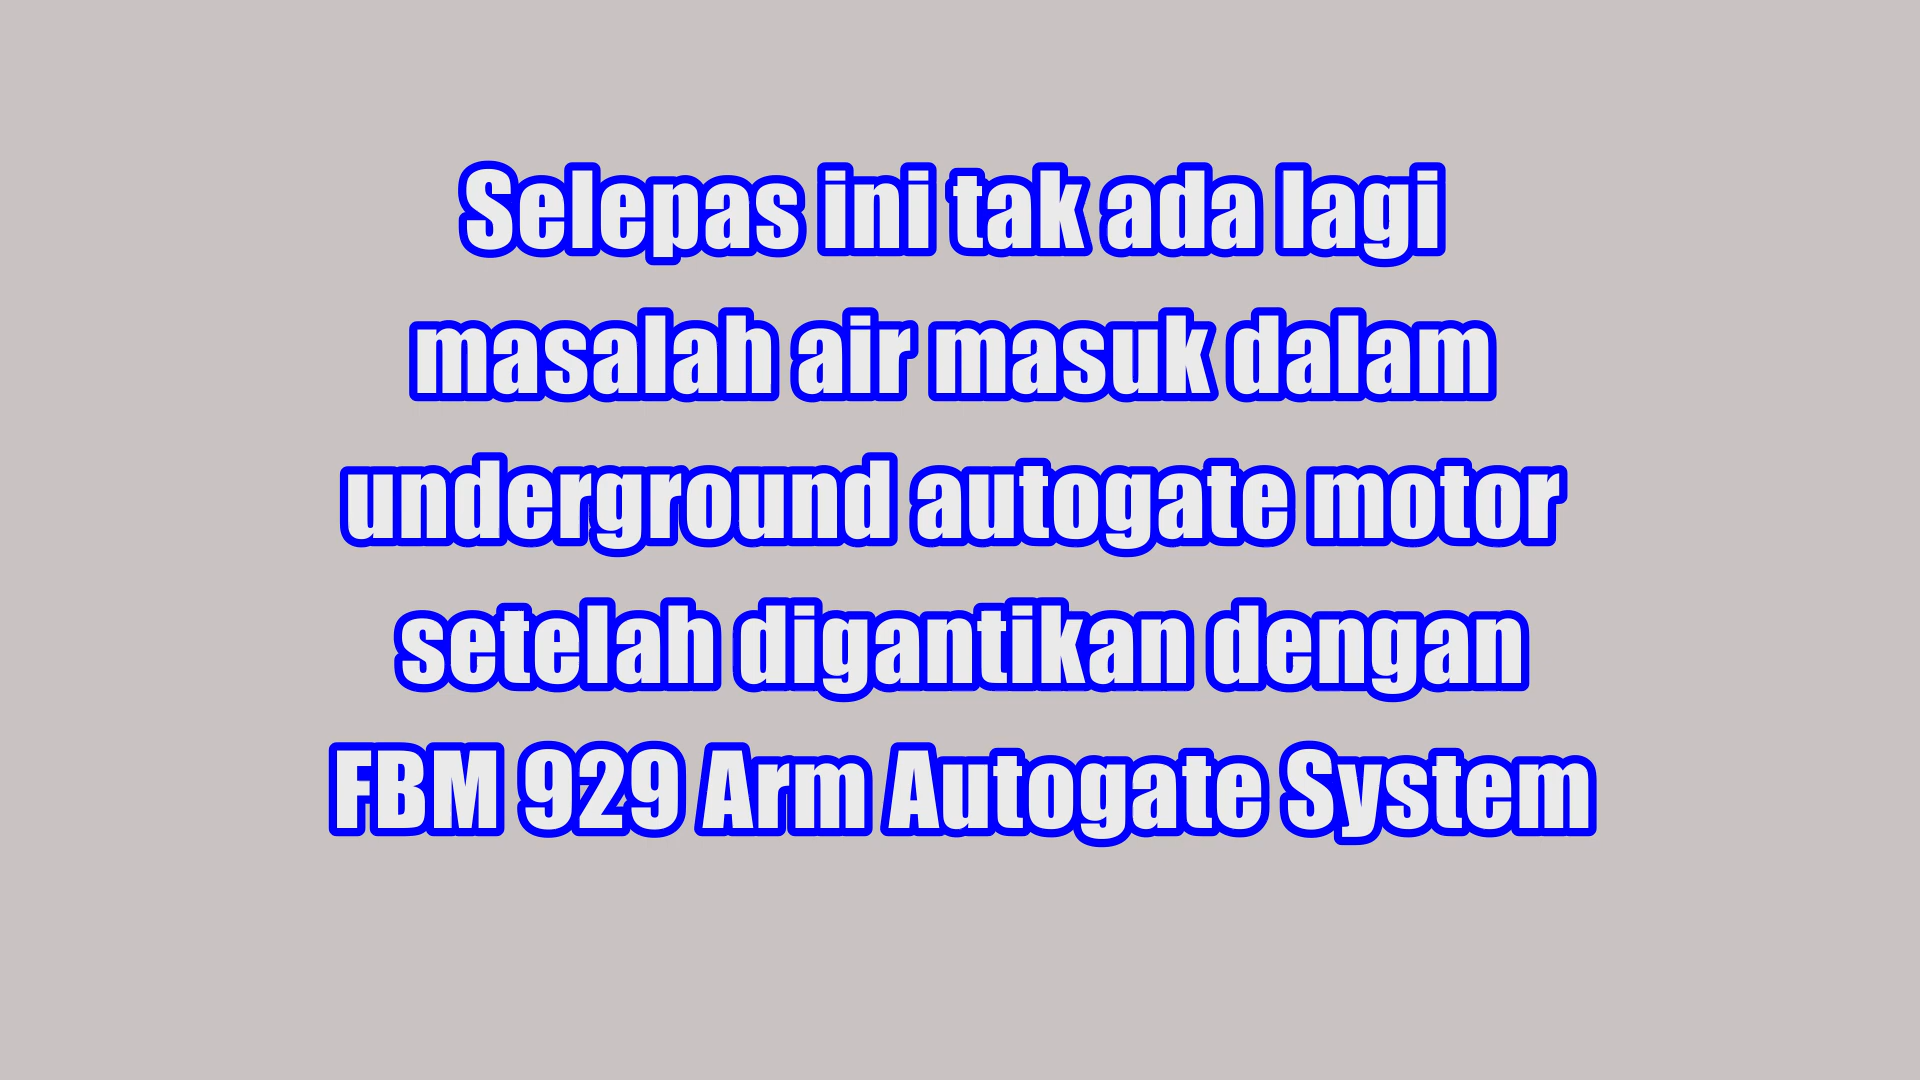 Selepas ini tak ada lagi
masalah air masuk dalam
underground autogate motor
setelah digantikan dengan
FBM 929 Arm Autogate System